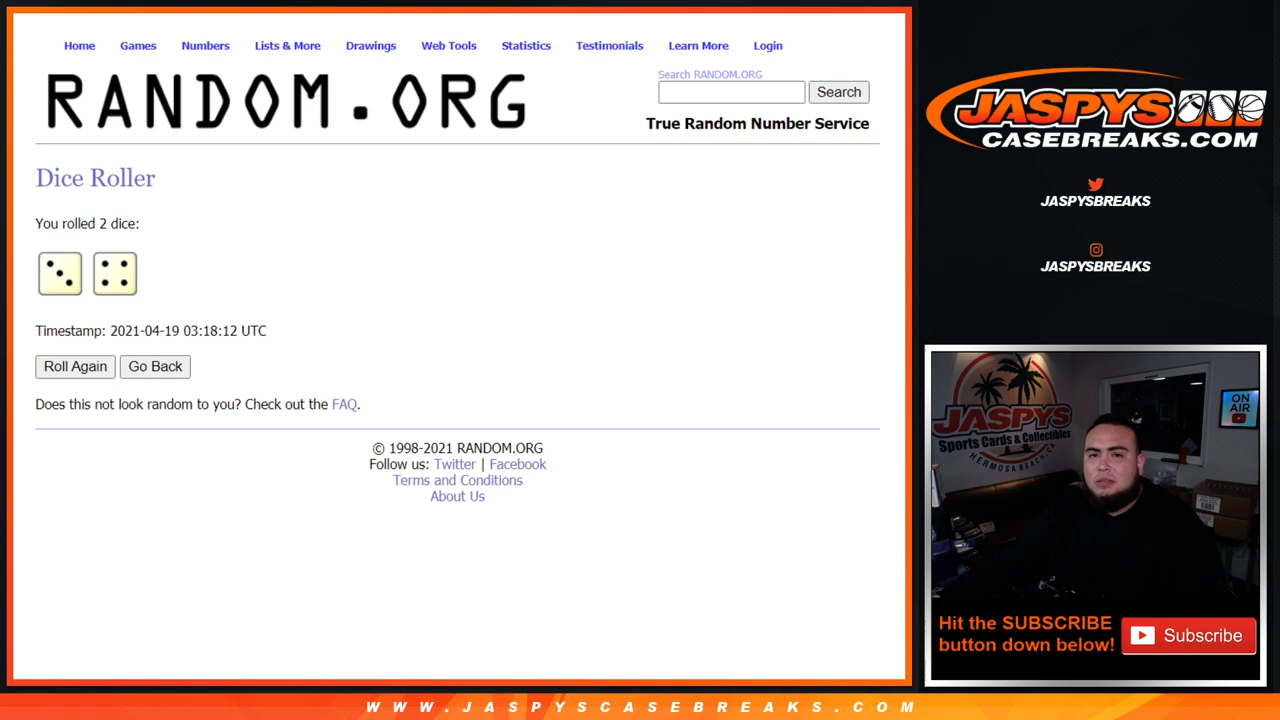 Home Games Numbers Lists & More Drawings Web Tools Statistics Testimonials Learn More Login
RANDOM.ORG
Search RANDOM.ORG
Search
True Random Number Service
Dice Roller
You rolled 2 dice:
Timestamp: 2021-04-19 03:18:12 UTC
Roll Again Go Back
Does this not look random to you? Check out the FAQ.
© 1998-2021 RANDOM.ORG
Follow us: Twitter | Facebook
Terms and Conditions
About Us
JASPYS
CASEBREAKS.COM
JASPYSBREAKS
JASPYSBREAKS
JASPYS
Sports Cards & Collectibles
HERMOSA BEACH, CA
ON
AIR
Hit the SUBSCRIBE
button down below!
Subscribe
WWW.JASPYSCASEBREAKS.COM